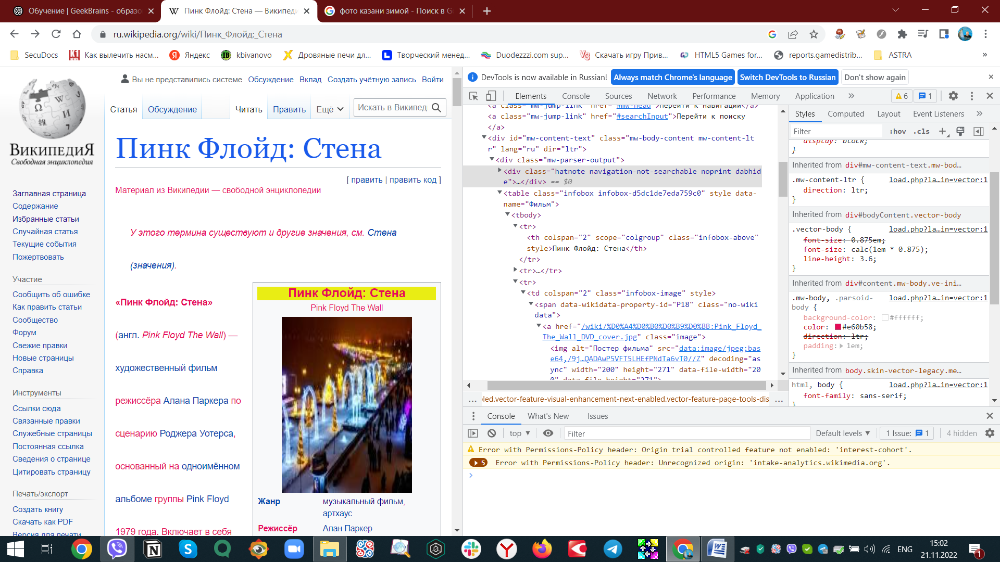 Обучение | GeekBrains - образо
Пинк Флойд: Стена — Википеди
фото казани зимой - Поиск в G
ru.wikipedia.org/wiki/Пинк_Флойд:_Стена
SecuDocs
Как вылечить насм...
Яндекс
kbivanovo
Дровяные печи дл...
Творческий менед...
Duodezzzi.com sup...
Скачать игру Прив...
HTML5 Games for...
reports.gamedistrib...
ASTRA
»
ВикипедиЯ
Свободная энциклопедия
Заглавная страница
Содержание
Избранные статьи
Случайная статья
Текущие события
Пожертвовать
Участие
Сообщить об ошибке
Как править статьи
Сообщество
Форум
Свежие правки
Новые страницы
Справка
Инструменты
Ссылки сюда
Связанные правки
Служебные страницы
Постоянная ссылка
Сведения о странице
Цитировать страницу
Печать/экспорт
Создать книгу
Скачать как PDF
Версия для печати
Вы не представились системе Обсуждение Вклад Создать учётную запись Войти
Статья Обсуждение Читать Править Ещё Искать в Википед
Пинк Флойд: Стена
[ править | править код ]
Материал из Википедии — свободной энциклопедии
У этого термина существуют и другие значения, см. Стена
(значения).
«Пинк Флойд: Стена»
(англ. Pink Floyd The Wall) —
художественный фильм
режиссёра Алана Паркера по
сценарию Роджера Уотерса,
основанный на одноимённом
альбоме группы Pink Floyd
1979 года. Включает в себя
Пинк Флойд: Стена
Pink Floyd The Wall
Жанр музыкальный фильм,
артхаус
Режиссёр Алан Паркер
DevTools is now available in Russian! Always match Chrome's language Switch DevTools to Russian Don't show again
Elements Console Sources Network Performance Memory Application » 6 1
<a class="mw-jump-link" href="#mw-head">Перейти к навигации</a>
<a class="mw-jump-link" href="#searchInput">Перейти к поиску
</a>
<div id="mw-content-text" class="mw-body-content mw-content-lt
r" lang="ru" dir="ltr">
<div class="mw-parser-output">
<div class="hatnote navigation-not-searchable noprint dabhid
e">…</div> == $0
<table class="infobox infobox-d5dc1de7eda759c0" style data-
name="Фильм">
<tbody>
<tr>
<th colspan="2" scope="colgroup" class="infobox-above"
style>Пинк Флойд: Стена</th>
</tr>
<tr>…</tr>
<tr>
<td colspan="2" class="infobox-image" style>
<span data-wikidata-property-id="P18" class="no-wiki
data">
<a href="/wiki/%D0%A4%D0%B0%D0%B9%D0%BB:Pink_Floyd_
The_Wall_DVD_cover.jpg" class="image">
<img alt="Постер фильма" src="data:image/jpeg;bas
e64,/9j…QADAwP5VFT5LHEfPNdTa6vT0//Z" decoding="as
ync" width="200" height="271" data-file-width="20
0" data-file-height="271">
... led.vector-feature-visual-enhancement-next-enabled.vector-feature-page-tools-dis ...
Styles Computed Layout Event Listeners »
Filter :hov .cls +
display: block;
}
Inherited from div#mw-content-text.mw-bod…
.mw-content-ltr { load.php?la…in=vector:1
direction: ltr;
}
Inherited from div#bodyContent.vector-body
.vector-body { load.php?la…in=vector:1
font-size: 0.875em;
font-size: calc(1em * 0.875);
line-height: 3.6;
}
Inherited from div#content.mw-body.ve-ini…
.mw-body, .parsoid- load.php?la…in=vector:1
body {
background-color: #ffffff;
color: #e60b58;
direction: ltr;
padding: 1em;
}
Inherited from body.skin-vector-legacy.me…
html, body { load.php?la…in=vector:1
font-family: sans-serif;
}
Console What's New Issues
top Filter Default levels 1 Issue: 1 4 hidden
Error with Permissions-Policy header: Origin trial controlled feature not enabled: 'interest-cohort'.
5 Error with Permissions-Policy header: Unrecognized origin: 'intake-analytics.wikimedia.org'.
ENG
15:02
21.11.2022
1